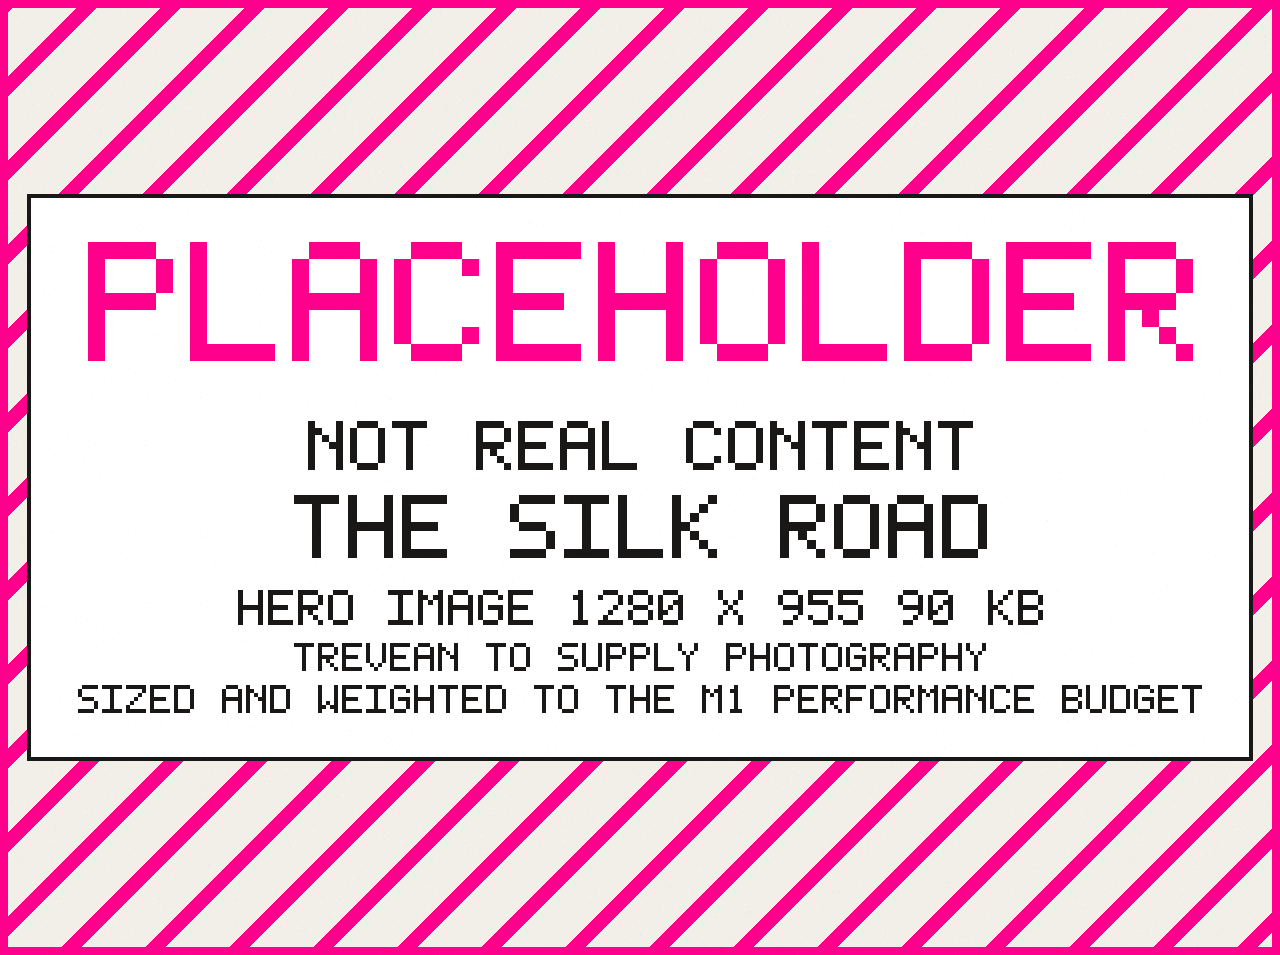 PLACEHOLDER
NOT REAL CONTENT
THE SILK ROAD
HERO IMAGE 1280 X 955 90 KB
TREVEAN TO SUPPLY PHOTOGRAPHY
SIZED AND WEIGHTED TO THE M1 PERFORMANCE BUDGET